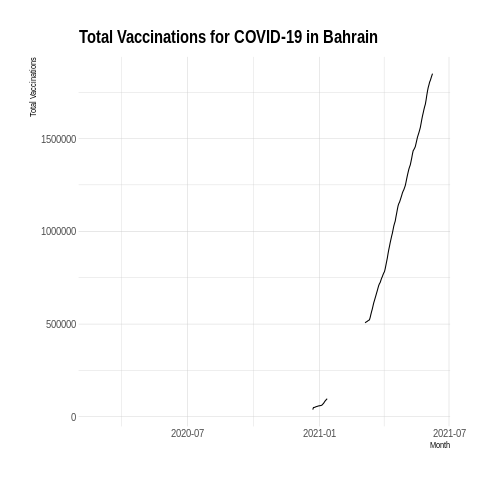 Total Vaccinations for COVID-19 in Bahrain
Total Vaccinations
1500000
1000000
500000
0
2020-07
2021-01
2021-07
Month